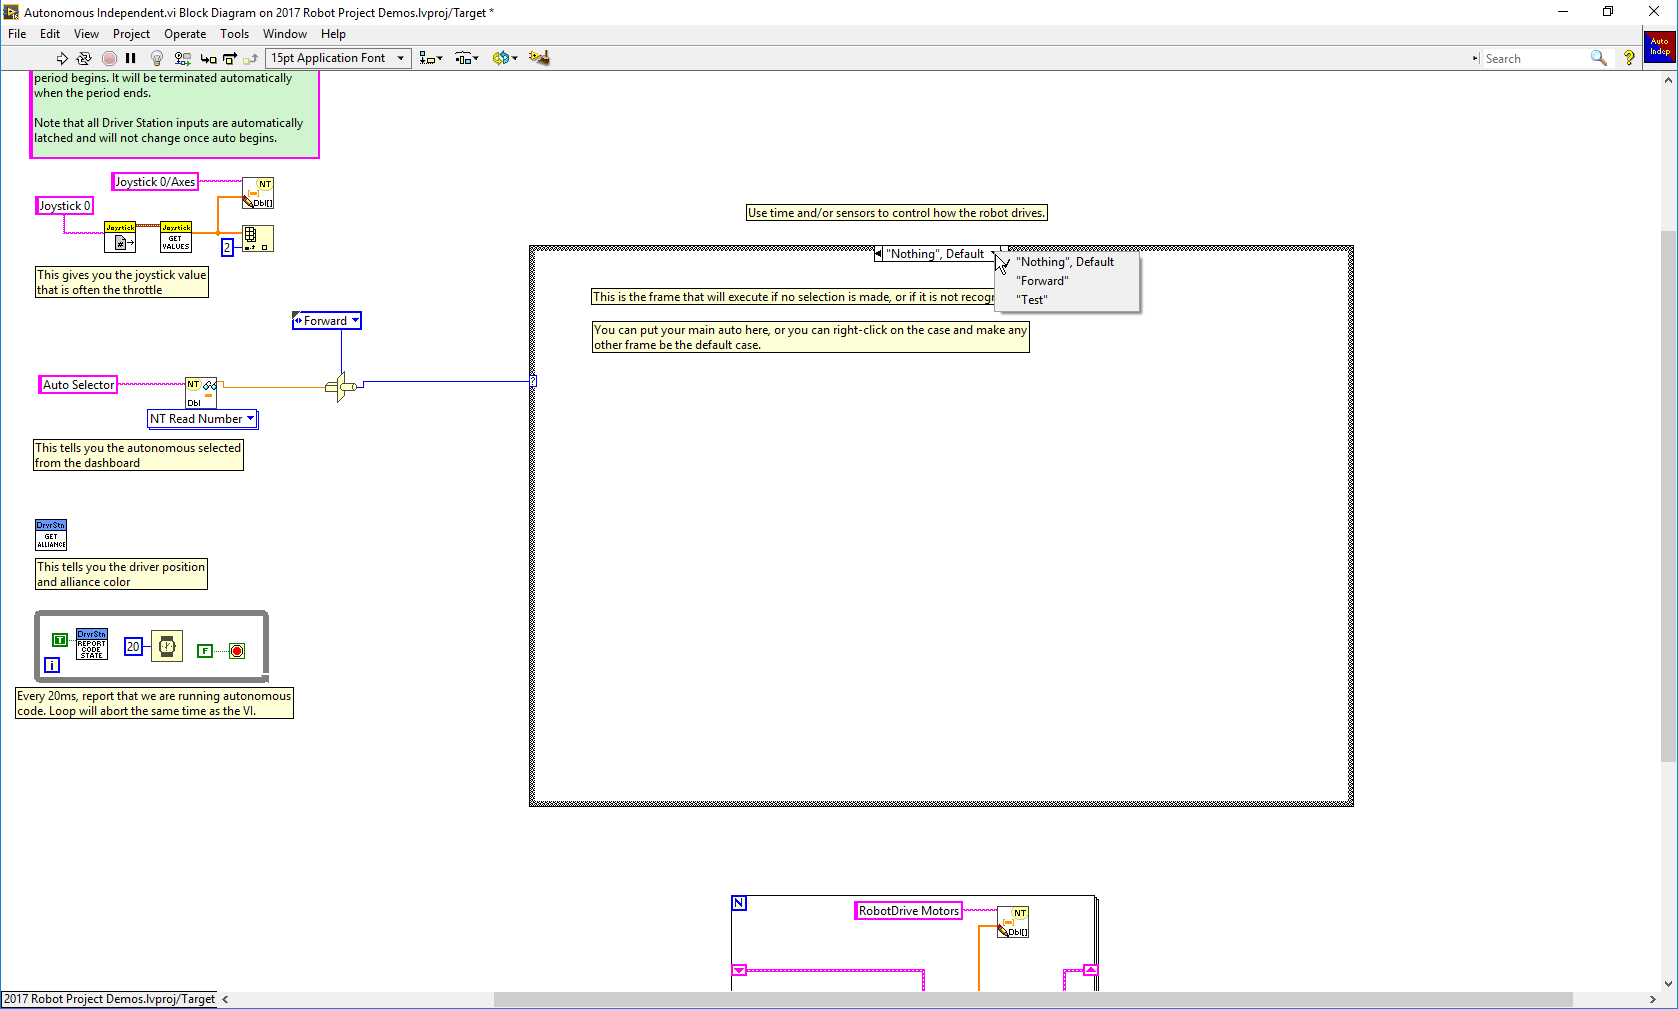 Autonomous Independent.vi Block Diagram on 2017 Robot Project Demos.lvproj/Target *
File Edit View Project Operate Tools Window Help
15pt Application Font
Search
Auto
Indep
period begins. It will be terminated automatically
when the period ends.
Note that all Driver Station inputs are automatically
latched and will not change once auto begins.
Joystick 0/Axes
NT
Dbl[]
Joystick 0
Joystick
#
Joystick
GET
VALUES
2
This gives you the joystick value
that is often the throttle
Use time and/or sensors to control how the robot drives.
"Nothing", Default
"Nothing", Default
"Forward"
"Test"
This is the frame that will execute if no selection is made, or if it is not recogn
You can put your main auto here, or you can right-click on the case and make any
other frame be the default case.
Forward
Auto Selector
NT
Dbl
?
NT Read Number
This tells you the autonomous selected
from the dashboard
DrvrStn
GET
ALLIANCE
This tells you the driver position
and alliance color
T
DrvrStn
REPORT
CODE
STATE
20
F
i
Every 20ms, report that we are running autonomous
code. Loop will abort the same time as the VI.
N
RobotDrive Motors
NT
Dbl[]
2017 Robot Project Demos.lvproj/Target